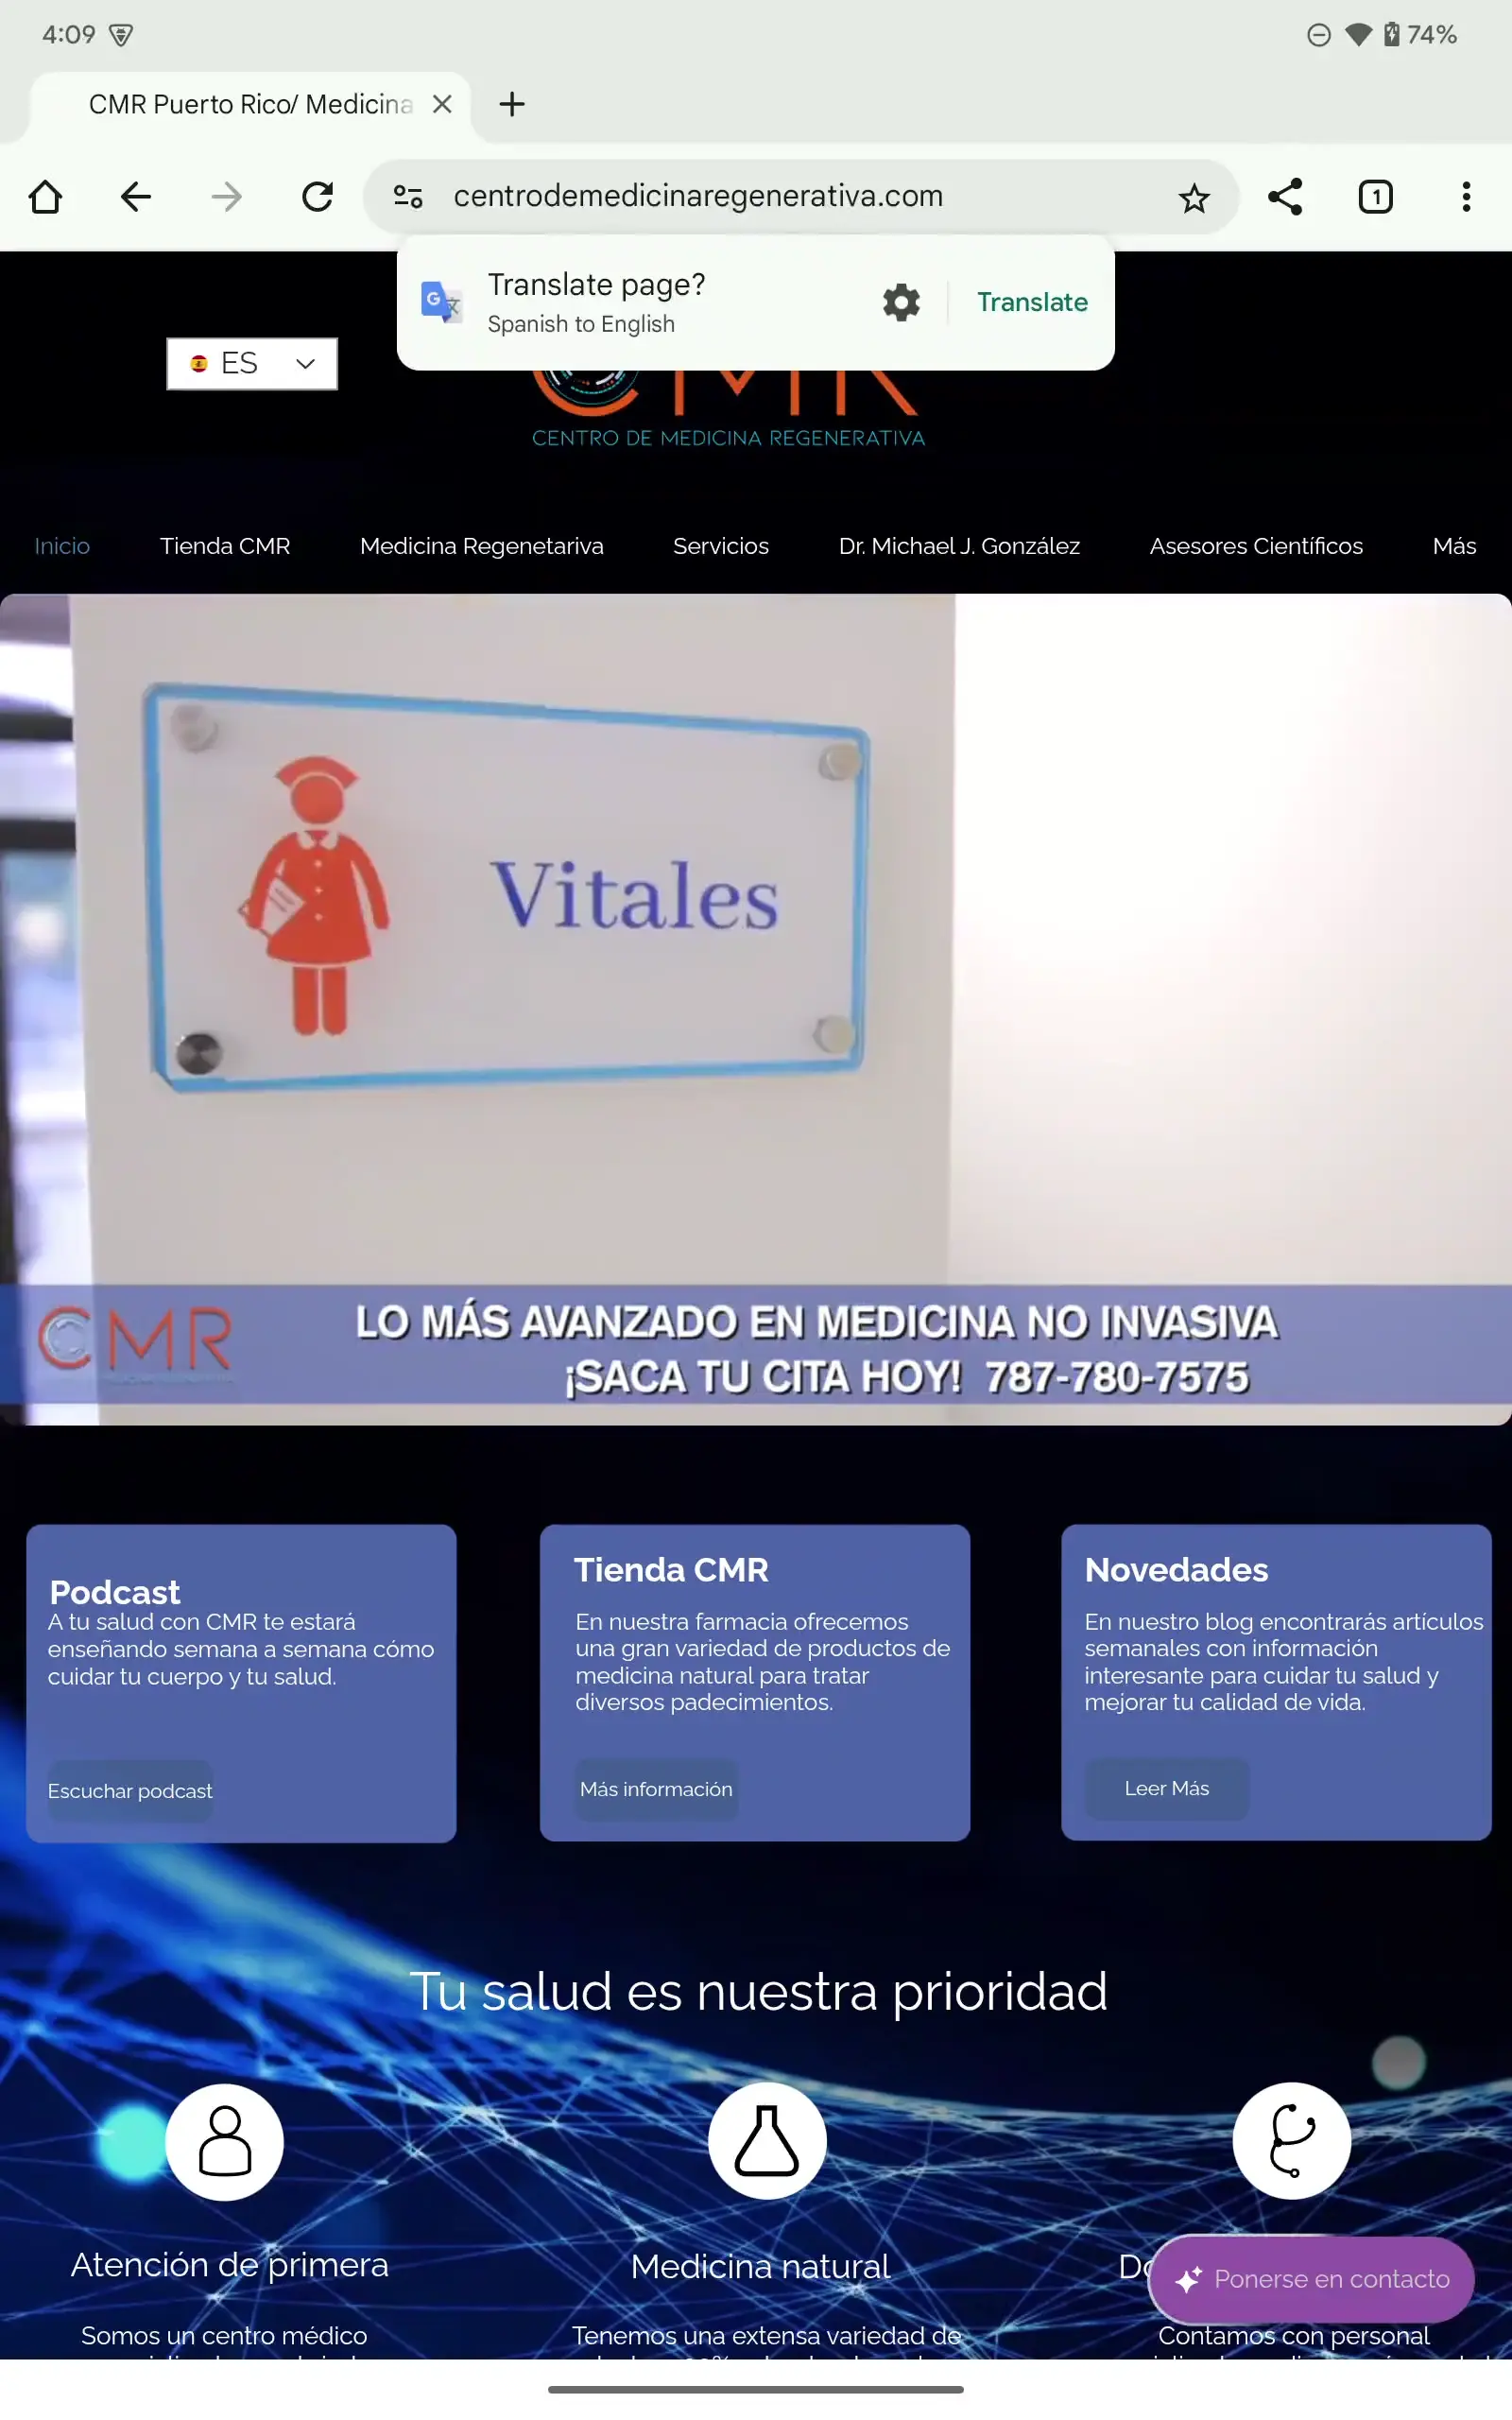 4:09
74%
CMR Puerto Rico/ Medicina
centrodemedicinaregenerativa.com
1
Translate page?
Spanish to English
Translate
ES
CMR
CENTRO DE MEDICINA REGENERATIVA
Inicio
Tienda CMR
Medicina Regenetariva
Servicios
Dr. Michael J. González
Asesores Científicos
Más
Vitales
CMR
LO MÁS AVANZADO EN MEDICINA NO INVASIVA
¡SACA TU CITA HOY! 787-780-7575
Podcast
A tu salud con CMR te estará
enseñando semana a semana cómo
cuidar tu cuerpo y tu salud.
Escuchar podcast
Tienda CMR
En nuestra farmacia ofrecemos
una gran variedad de productos de
medicina natural para tratar
diversos padecimientos.
Más información
Novedades
En nuestro blog encontrarás artículos
semanales con información
interesante para cuidar tu salud y
mejorar tu calidad de vida.
Leer Más
Tu salud es nuestra prioridad
Atención de primera
Somos un centro médico
Medicina natural
Tenemos una extensa variedad de
Contamos con personal
Ponerse en contacto